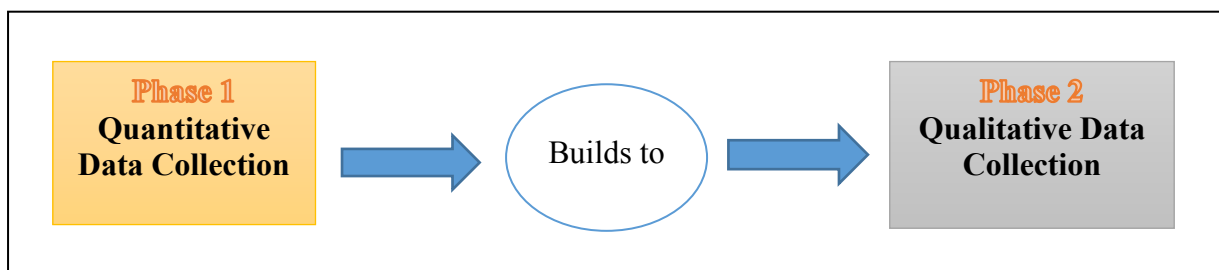 Phase 1
Quantitative
Data Collection
Builds to
Phase 2
Qualitative Data
Collection